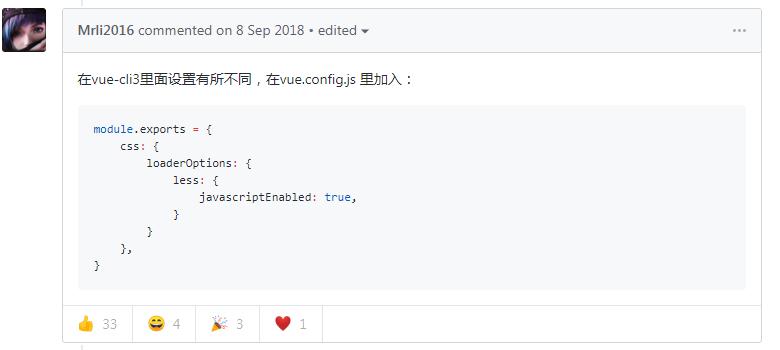 Mrli2016 commented on 8 Sep 2018 • edited
在vue-cli3里面设置有所不同，在vue.config.js 里加入：
module.exports = {
    css: {
        loaderOptions: {
            less: {
                javascriptEnabled: true,
            }
        }
    },
}
👍 33 😄 4 🎉 3 ❤️ 1